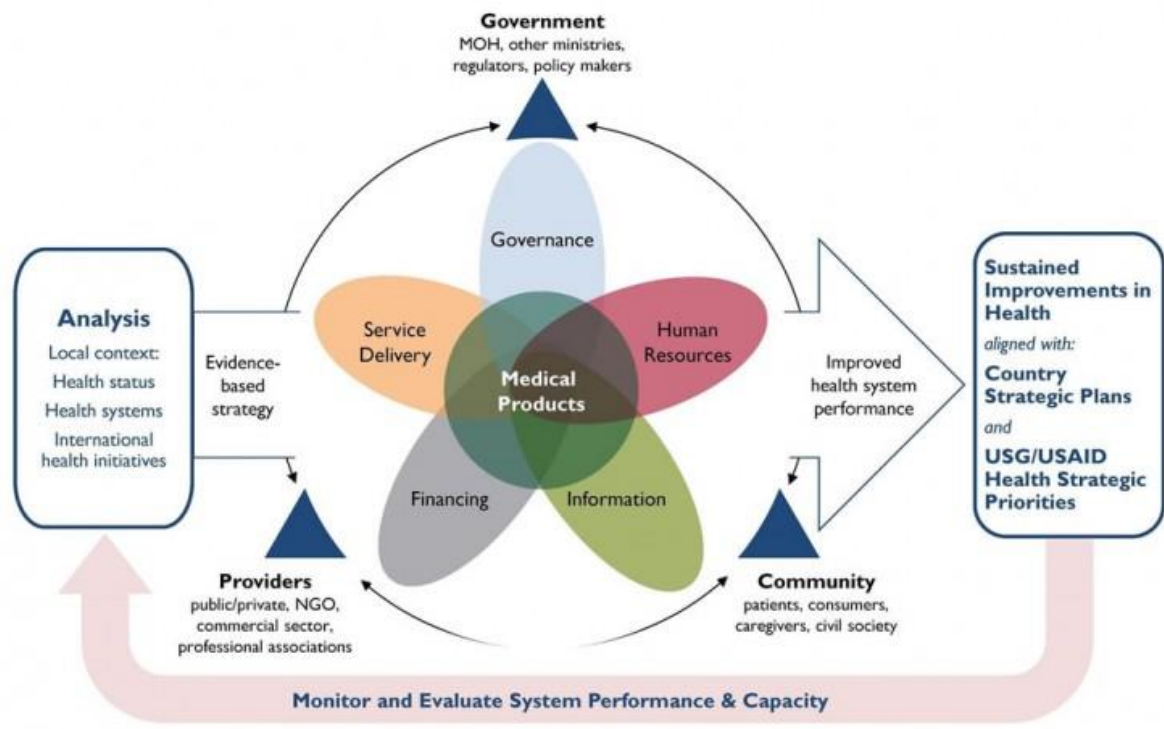 Government
MOH, other ministries,
regulators, policy makers
Governance
Service
Delivery
Human
Resources
Medical
Products
Financing
Information
Analysis
Local context:
Health status
Health systems
International
health initiatives
Evidence-
based
strategy
Improved
health system
performance
Sustained
Improvements in
Health
aligned with:
Country
Strategic Plans
and
USG/USAID
Health Strategic
Priorities
Providers
public/private, NGO,
commercial sector,
professional associations
Community
patients, consumers,
caregivers, civil society
Monitor and Evaluate System Performance & Capacity